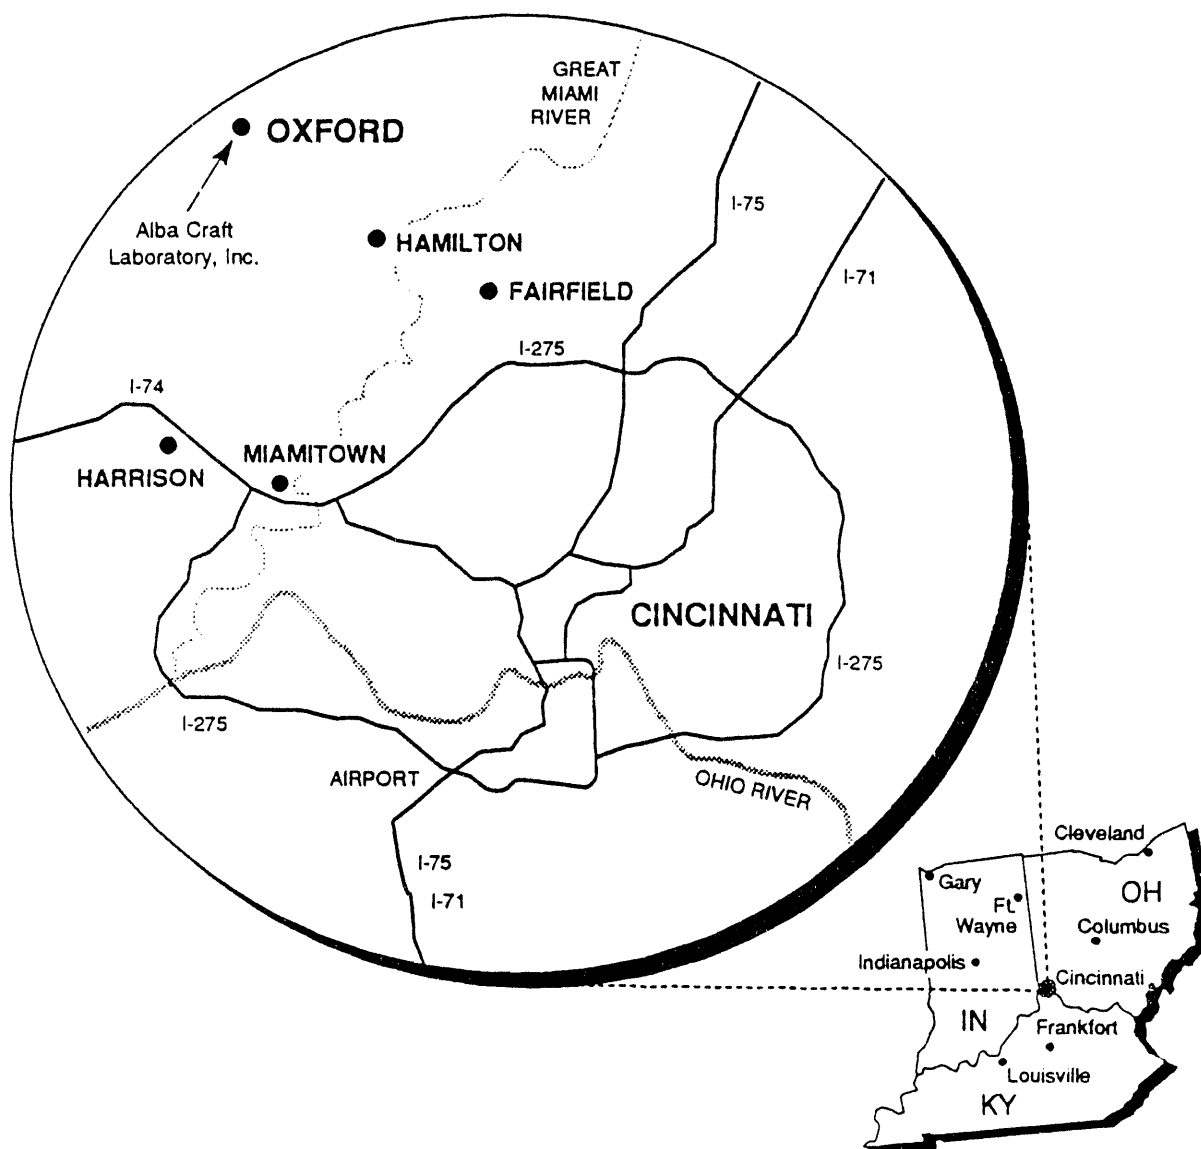 GREAT
MIAMI
RIVER
OXFORD
I-75
Alba Craft
Laboratory, Inc.
HAMILTON
I-71
FAIRFIELD
I-275
I-74
MIAMITOWN
HARRISON
CINCINNATI
I-275
I-275
AIRPORT
OHIO RIVER
I-75
I-71
Cleveland
Gary
OH
Ft.
Wayne
Columbus
Indianapolis
Cincinnati
IN
Frankfort
Louisville
KY